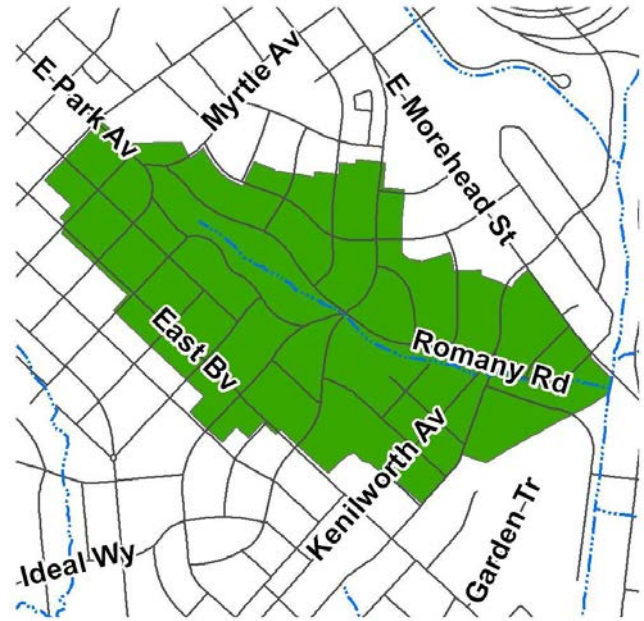 E-Park Av
Myrtle Av
E-Morehead-St
East Bv
Romany Rd
Kenilworth Av
Garden-Tr
Ideal Wy